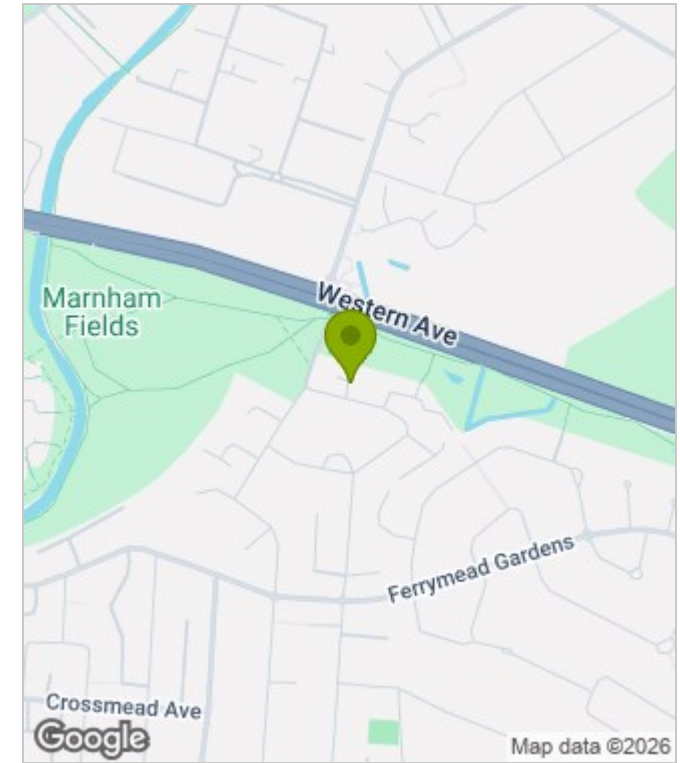 Western Ave
Marnham
Fields
Ferrymead Gardens
Crossmead Ave
Google
Map data ©2026